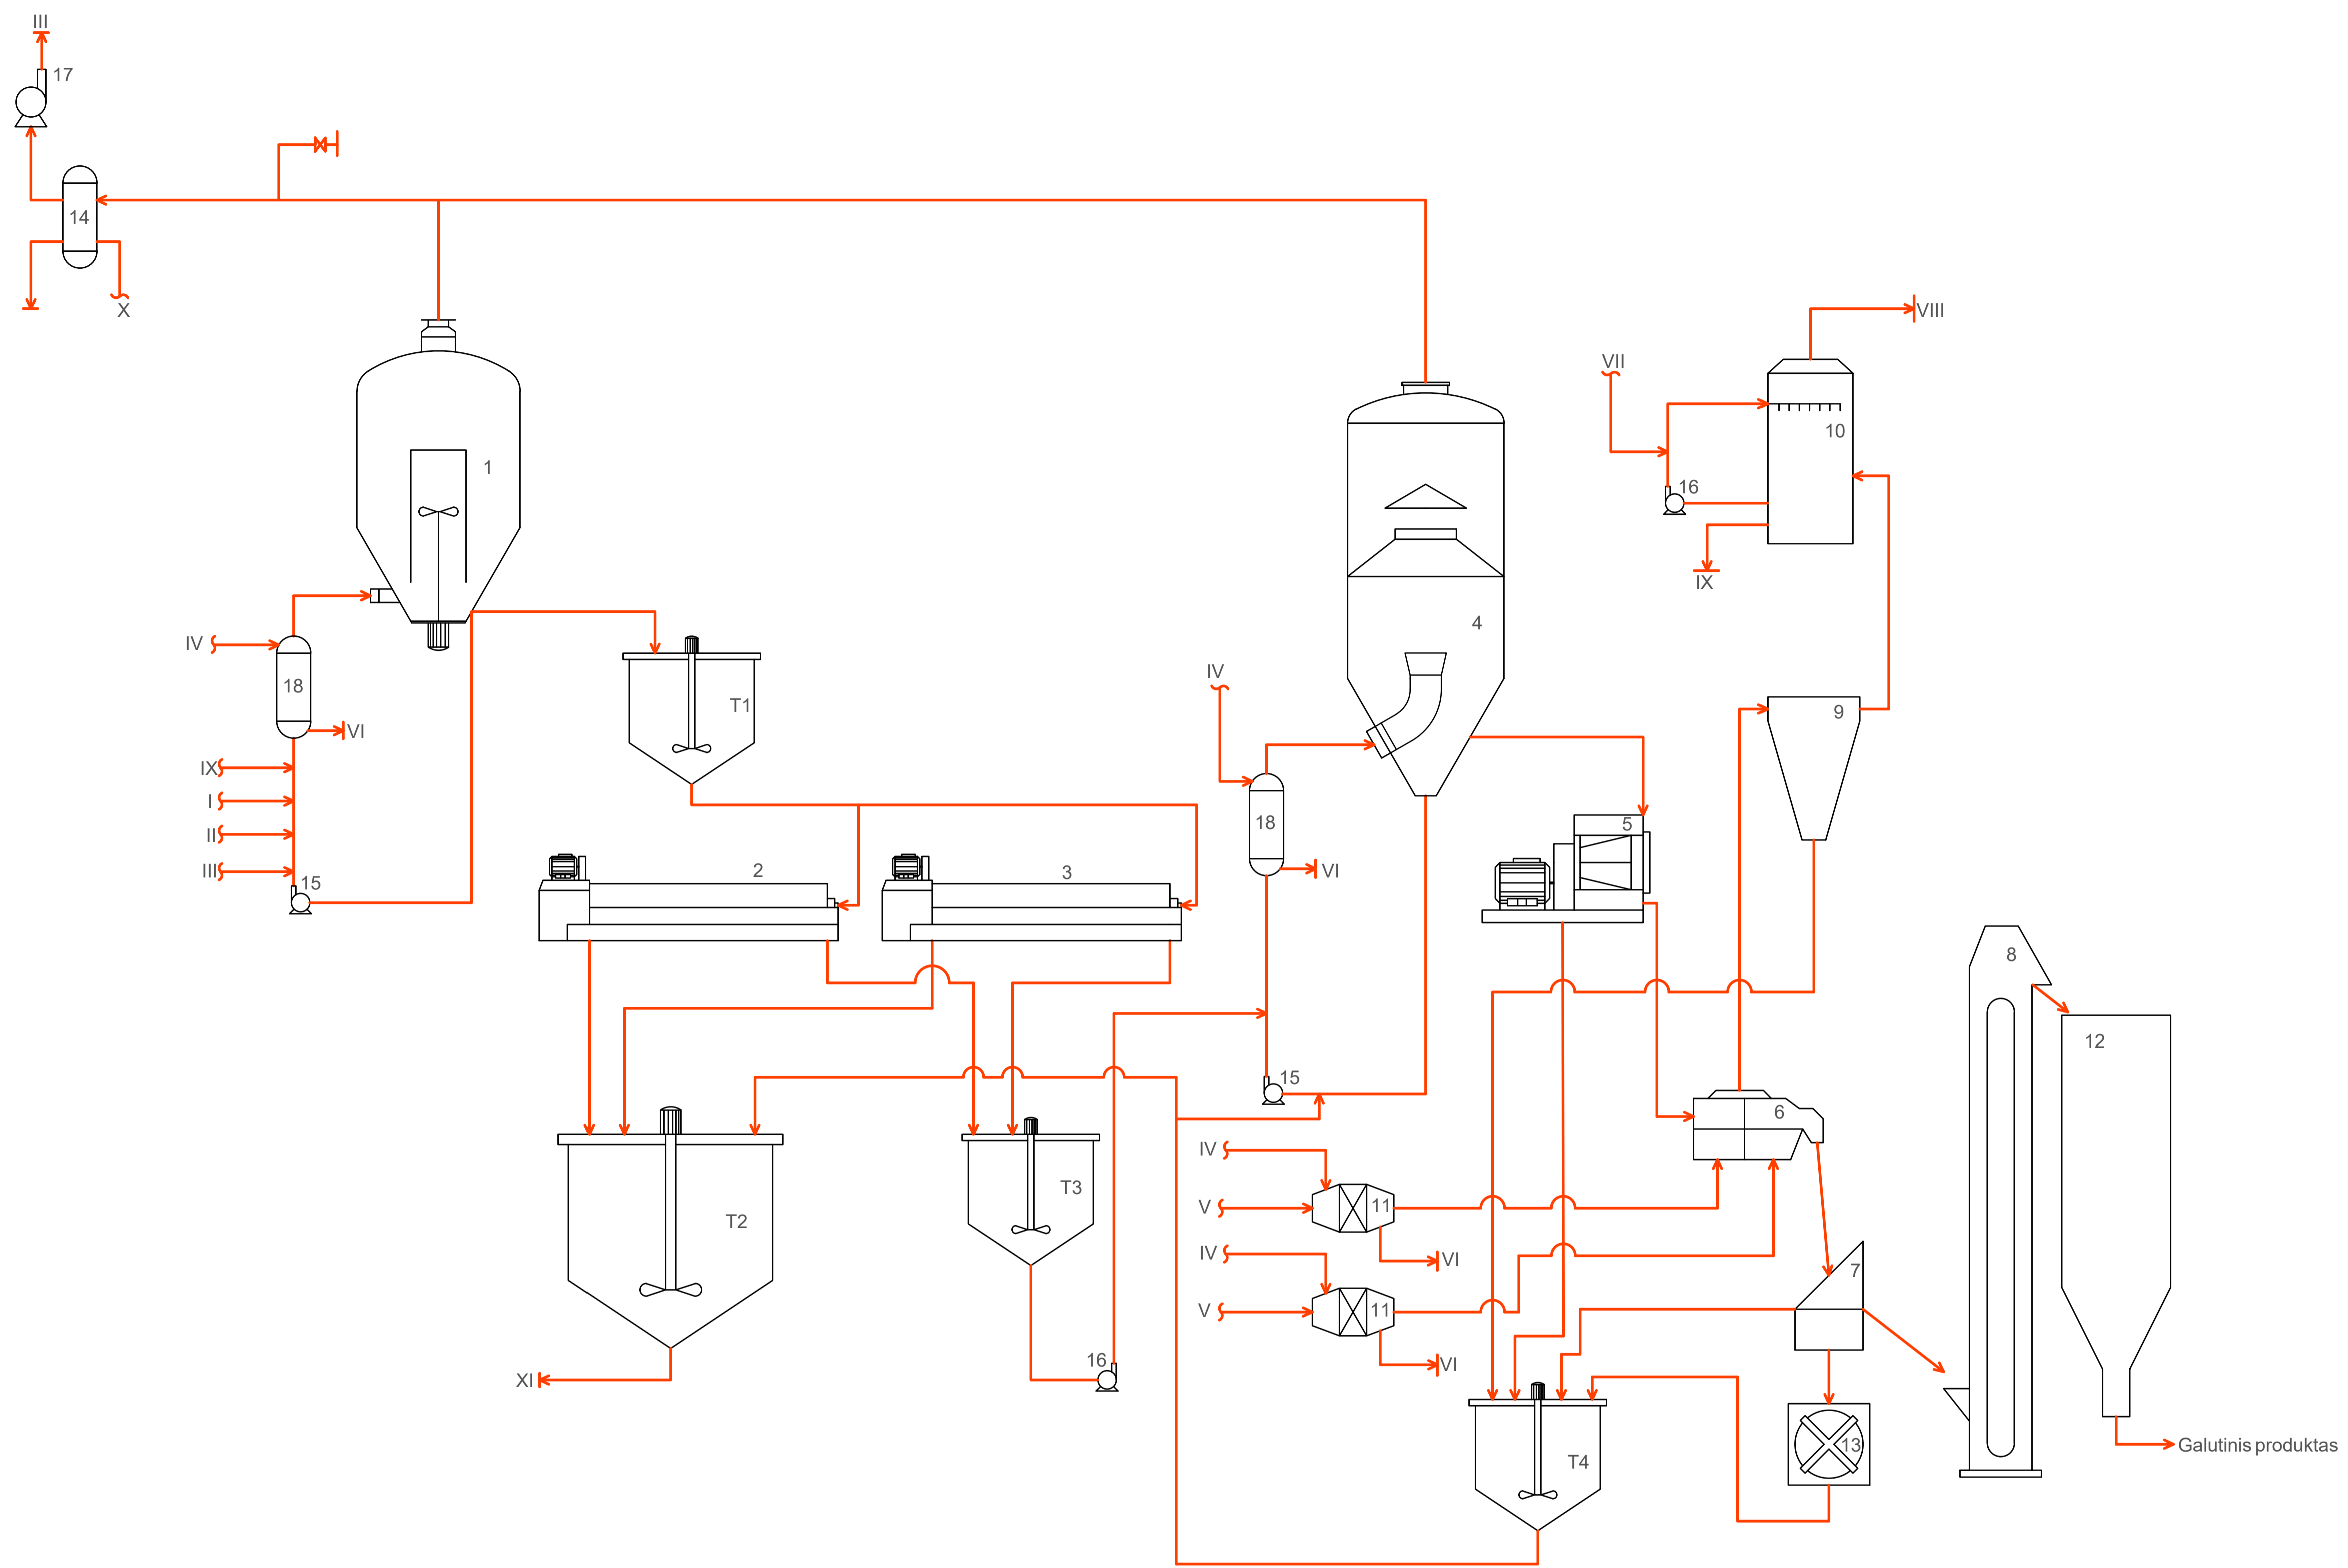 III
17
14
X
VIII
VII
10
1
16
IX
4
IV
18
T1
IV
9
VI
IX
I
18
5
II
2
3
VI
III
15
8
12
15
6
IV
T3
V
11
T2
IV
VI
7
V
11
16
VI
XI
13
Galutinis produktas
T4